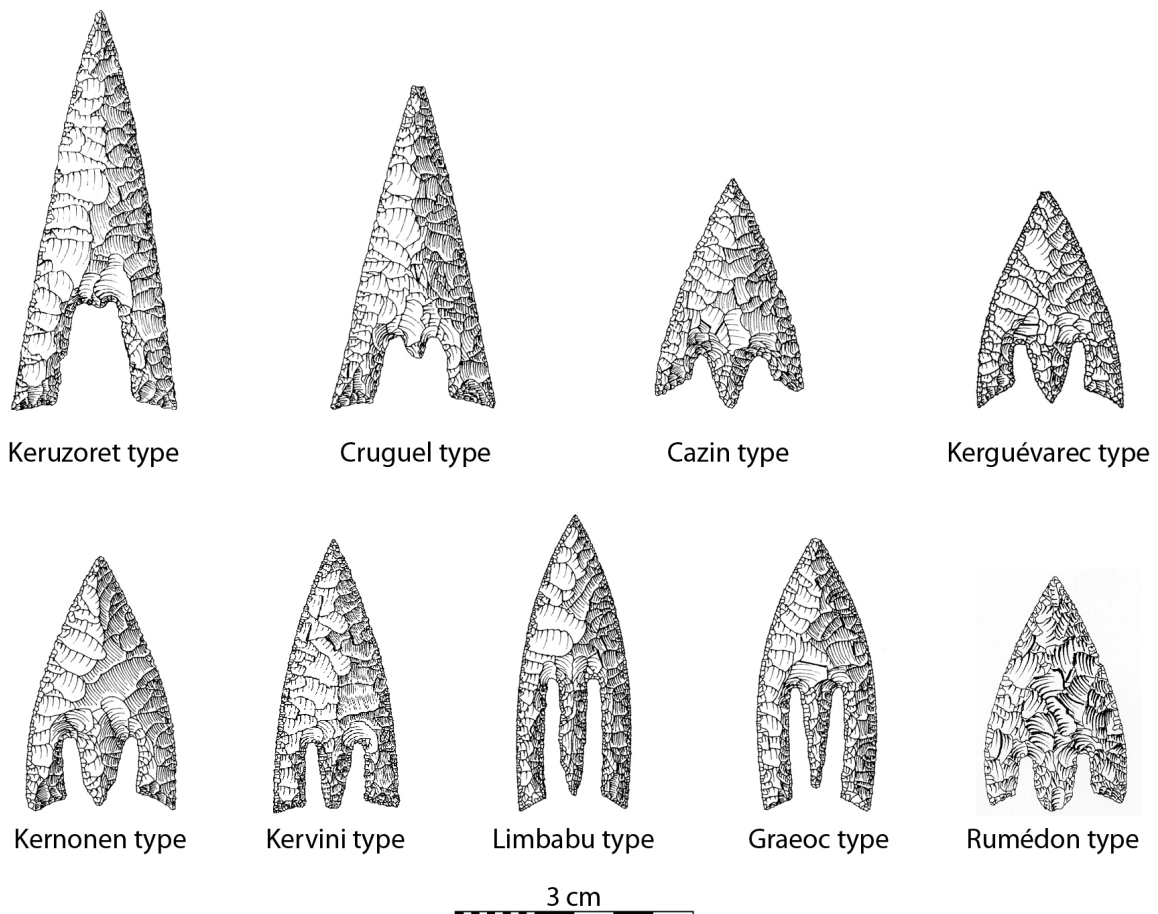 Keruzoret type
Cruguel type
Cazin type
Kerguévarec type
Kernonen type
Kervini type
Limbabu type
Graeoc type
Rumédon type
3 cm